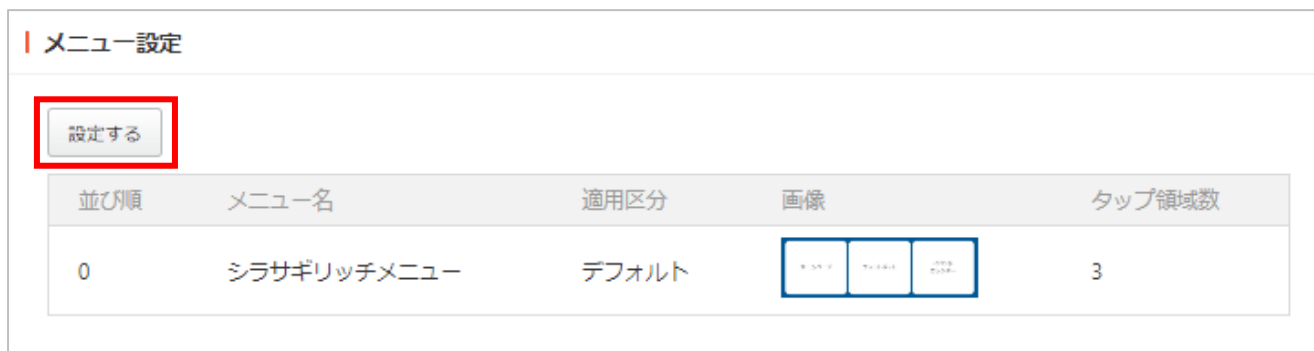 メニュー設定
設定する
並び順 メニュー名 適用区分 画像 タップ領域数
0 シラサギリッチメニュー デフォルト 3